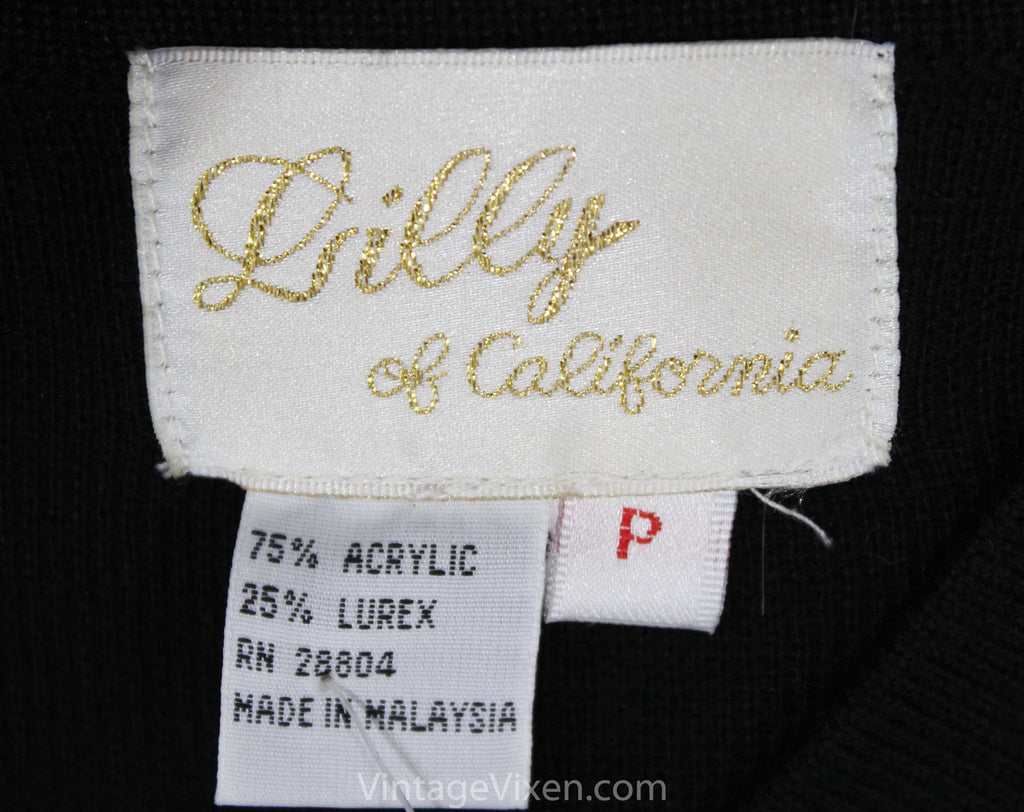 Lilly
of California
75% ACRYLIC
25% LUREX
RN 28804
MADE IN MALAYSIA
P
VintageVixen.com